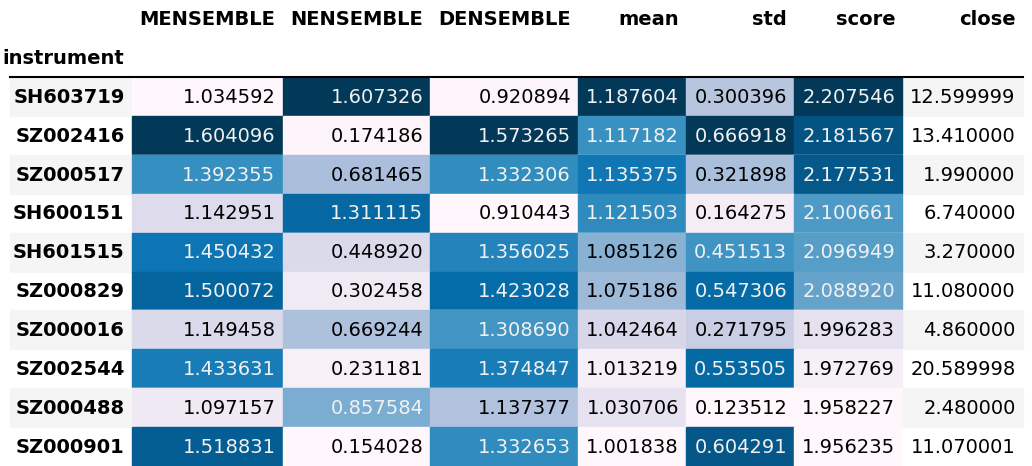 MENSEMBLE NENSEMBLE DENSEMBLE mean std score close
instrument
SH603719 1.034592 1.607326 0.920894 1.187604 0.300396 2.207546 12.599999
SZ002416 1.604096 0.174186 1.573265 1.117182 0.666918 2.181567 13.410000
SZ000517 1.392355 0.681465 1.332306 1.135375 0.321898 2.177531 1.990000
SH600151 1.142951 1.311115 0.910443 1.121503 0.164275 2.100661 6.740000
SH601515 1.450432 0.448920 1.356025 1.085126 0.451513 2.096949 3.270000
SZ000829 1.500072 0.302458 1.423028 1.075186 0.547306 2.088920 11.080000
SZ000016 1.149458 0.669244 1.308690 1.042464 0.271795 1.996283 4.860000
SZ002544 1.433631 0.231181 1.374847 1.013219 0.553505 1.972769 20.589998
SZ000488 1.097157 0.857584 1.137377 1.030706 0.123512 1.958227 2.480000
SZ000901 1.518831 0.154028 1.332653 1.001838 0.604291 1.956235 11.070001